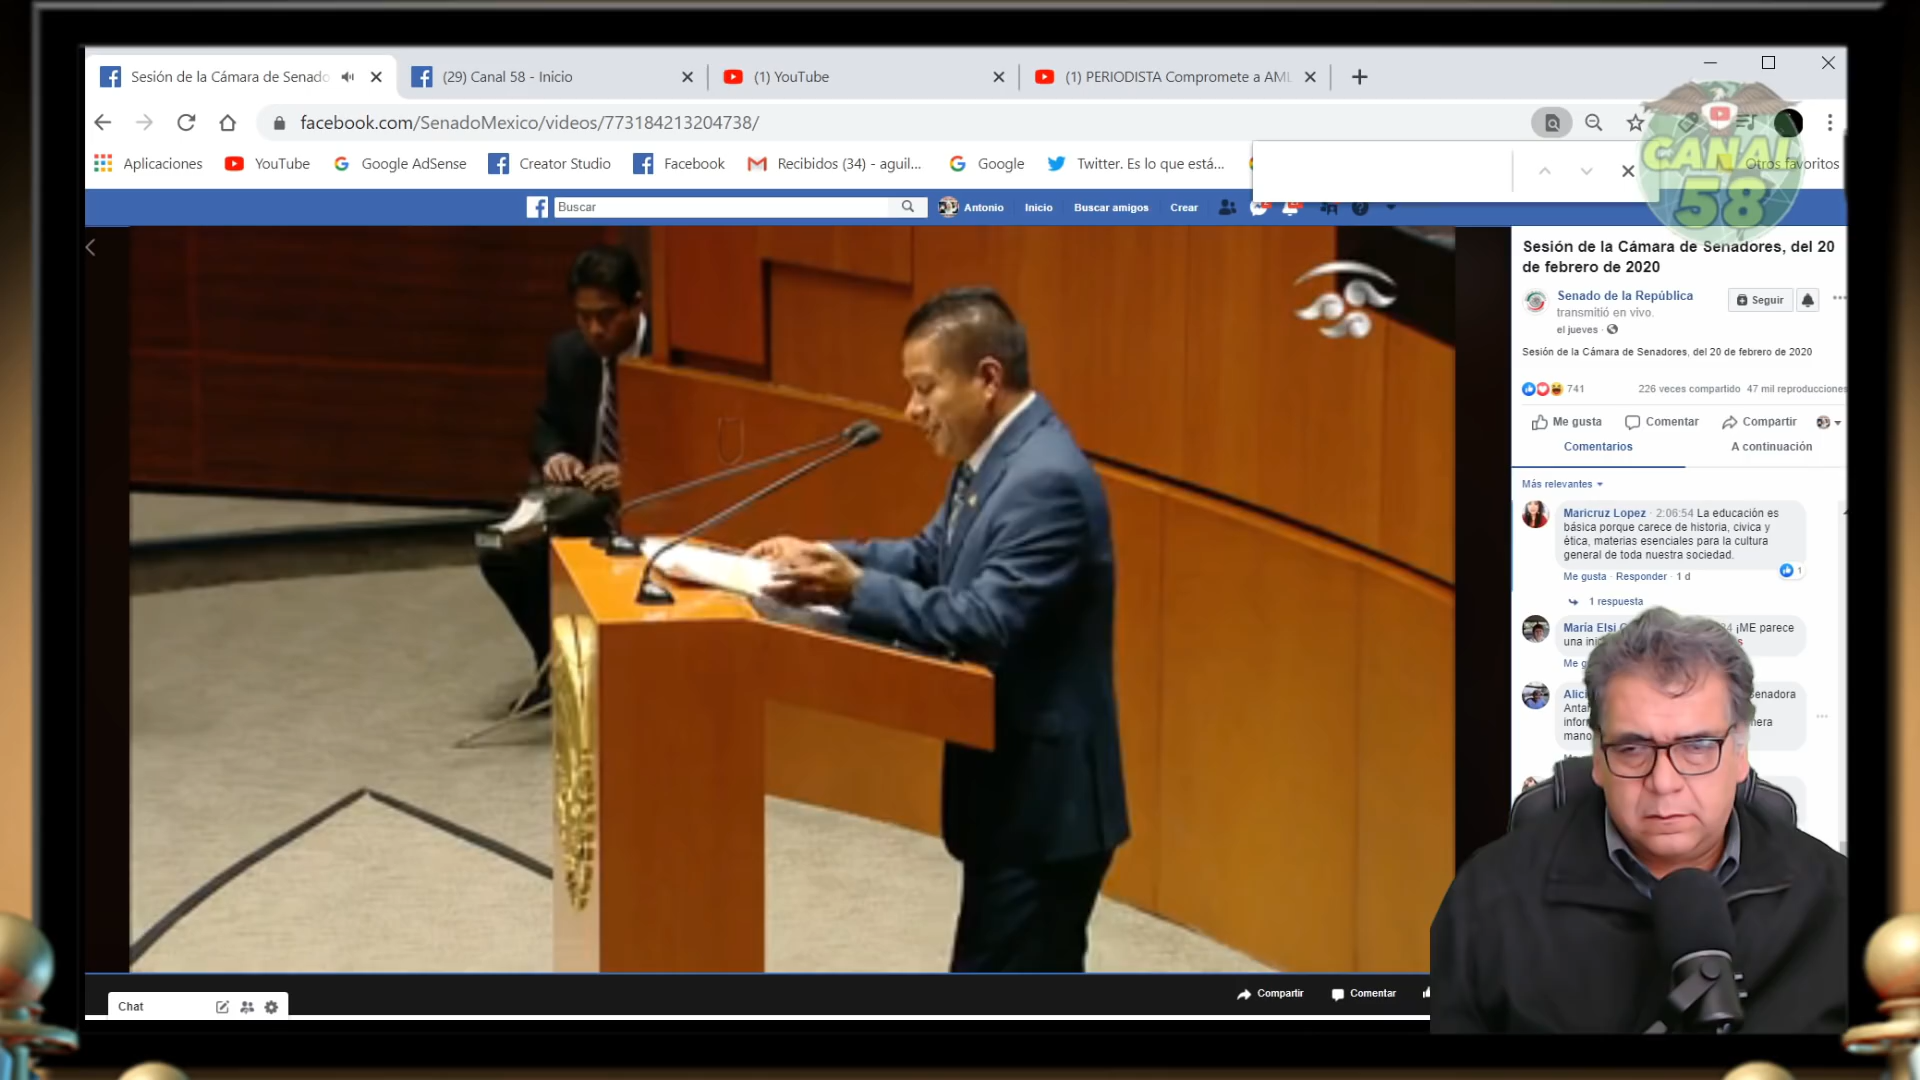 Sesión de la Cámara de Senado
(29) Canal 58 - Inicio
(1) YouTube
(1) PERIODISTA Compromete a AML
facebook.com/SenadoMexico/videos/773184213204738/
Aplicaciones
YouTube
Google AdSense
Creator Studio
Facebook
Recibidos (34) - aguil...
Google
Twitter. Es lo que está...
Otros favoritos
CANAL
58
Buscar
Antonio
Inicio
Buscar amigos
Crear
Sesión de la Cámara de Senadores, del 20
de febrero de 2020
Senado de la República
transmitió en vivo.
el jueves ·
Seguir
Sesión de la Cámara de Senadores, del 20 de febrero de 2020
741
226 veces compartido 47 mil reproducciones
Me gusta
Comentar
Compartir
Comentarios
A continuación
Más relevantes
Maricruz Lopez · 2:06:54 La educación es
básica porque carece de historia, civica y
ética, materias esenciales para la cultura
general de toda nuestra sociedad.
1
Me gusta · Responder · 1 d
1 respuesta
María Elsi ¡ME parece
una
Senadora
mano
Chat
Compartir
Comentar